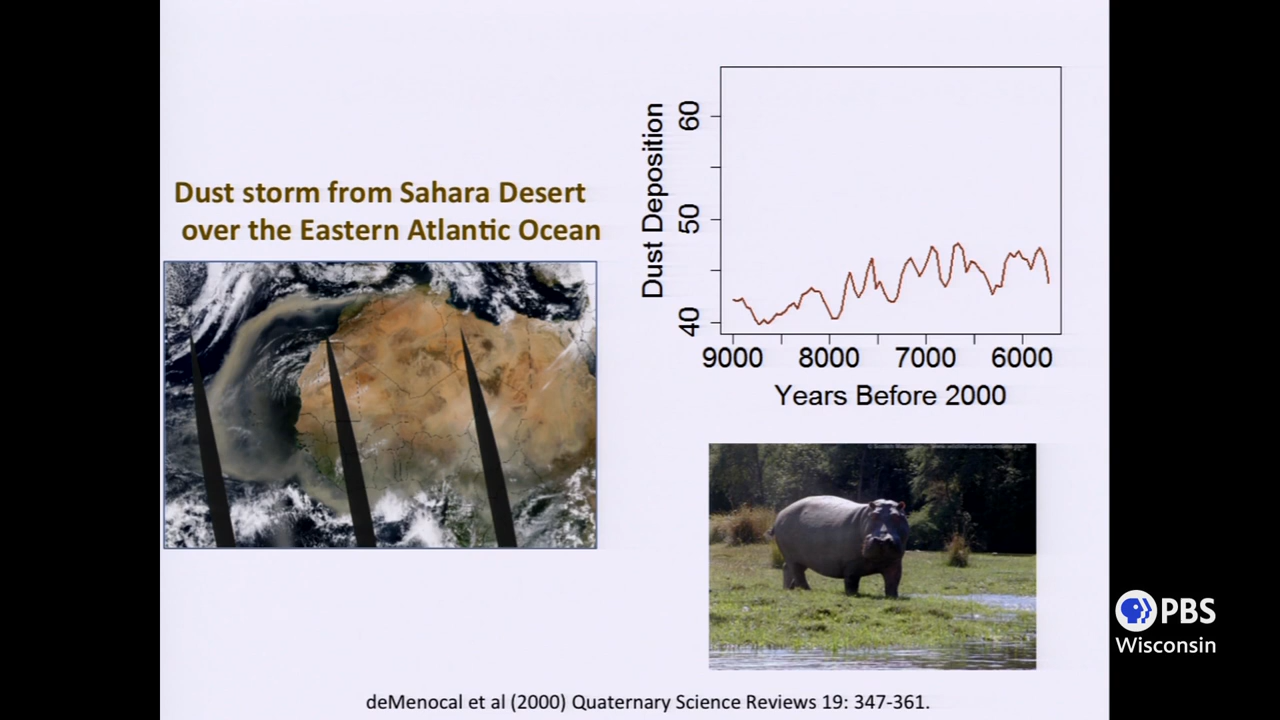 Dust storm from Sahara Desert
over the Eastern Atlantic Ocean
Dust Deposition
60
50
40
9000 8000 7000 6000
Years Before 2000
PBS
Wisconsin
deMenocal et al (2000) Quaternary Science Reviews 19: 347-361.